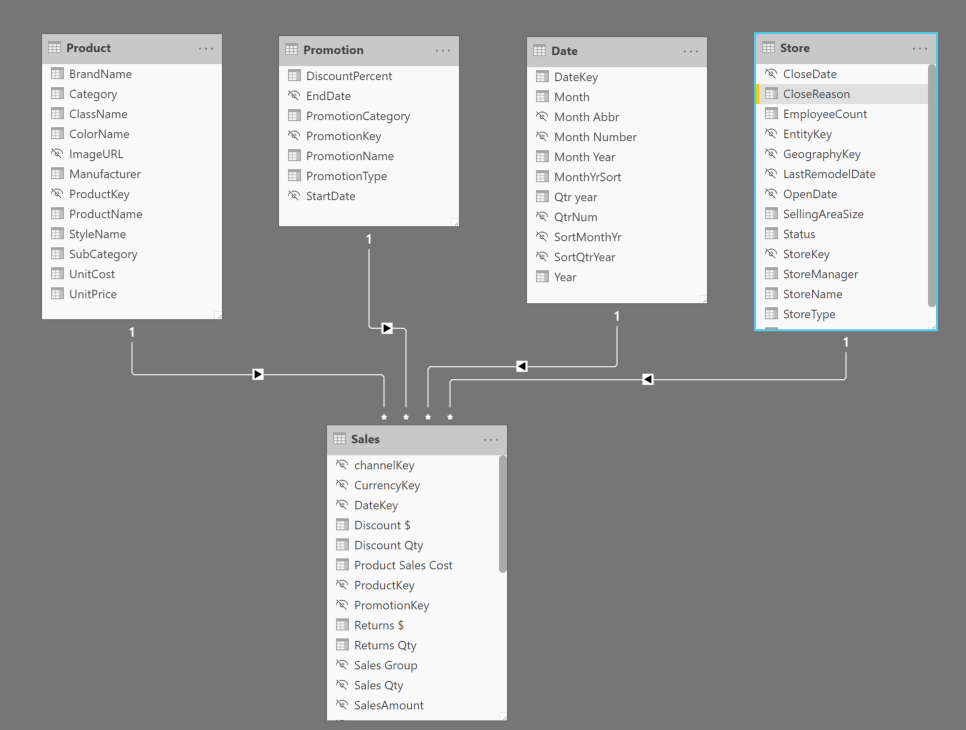 Product
BrandName
Category
ClassName
ColorName
ImageURL
Manufacturer
ProductKey
ProductName
StyleName
SubCategory
UnitCost
UnitPrice
1
Promotion
DiscountPercent
EndDate
PromotionCategory
PromotionKey
PromotionName
PromotionType
StartDate
1
Date
DateKey
Month
Month Abbr
Month Number
Month Year
MonthYrSort
Qtr year
QtrNum
SortMonthYr
SortQtrYear
Year
1
Store
CloseDate
CloseReason
EmployeeCount
EntityKey
GeographyKey
LastRemodelDate
OpenDate
SellingAreaSize
Status
StoreKey
StoreManager
StoreName
StoreType
1
* * * *
Sales
channelKey
CurrencyKey
DateKey
Discount $
Discount Qty
Product Sales Cost
ProductKey
PromotionKey
Returns $
Returns Qty
Sales Group
Sales Qty
SalesAmount